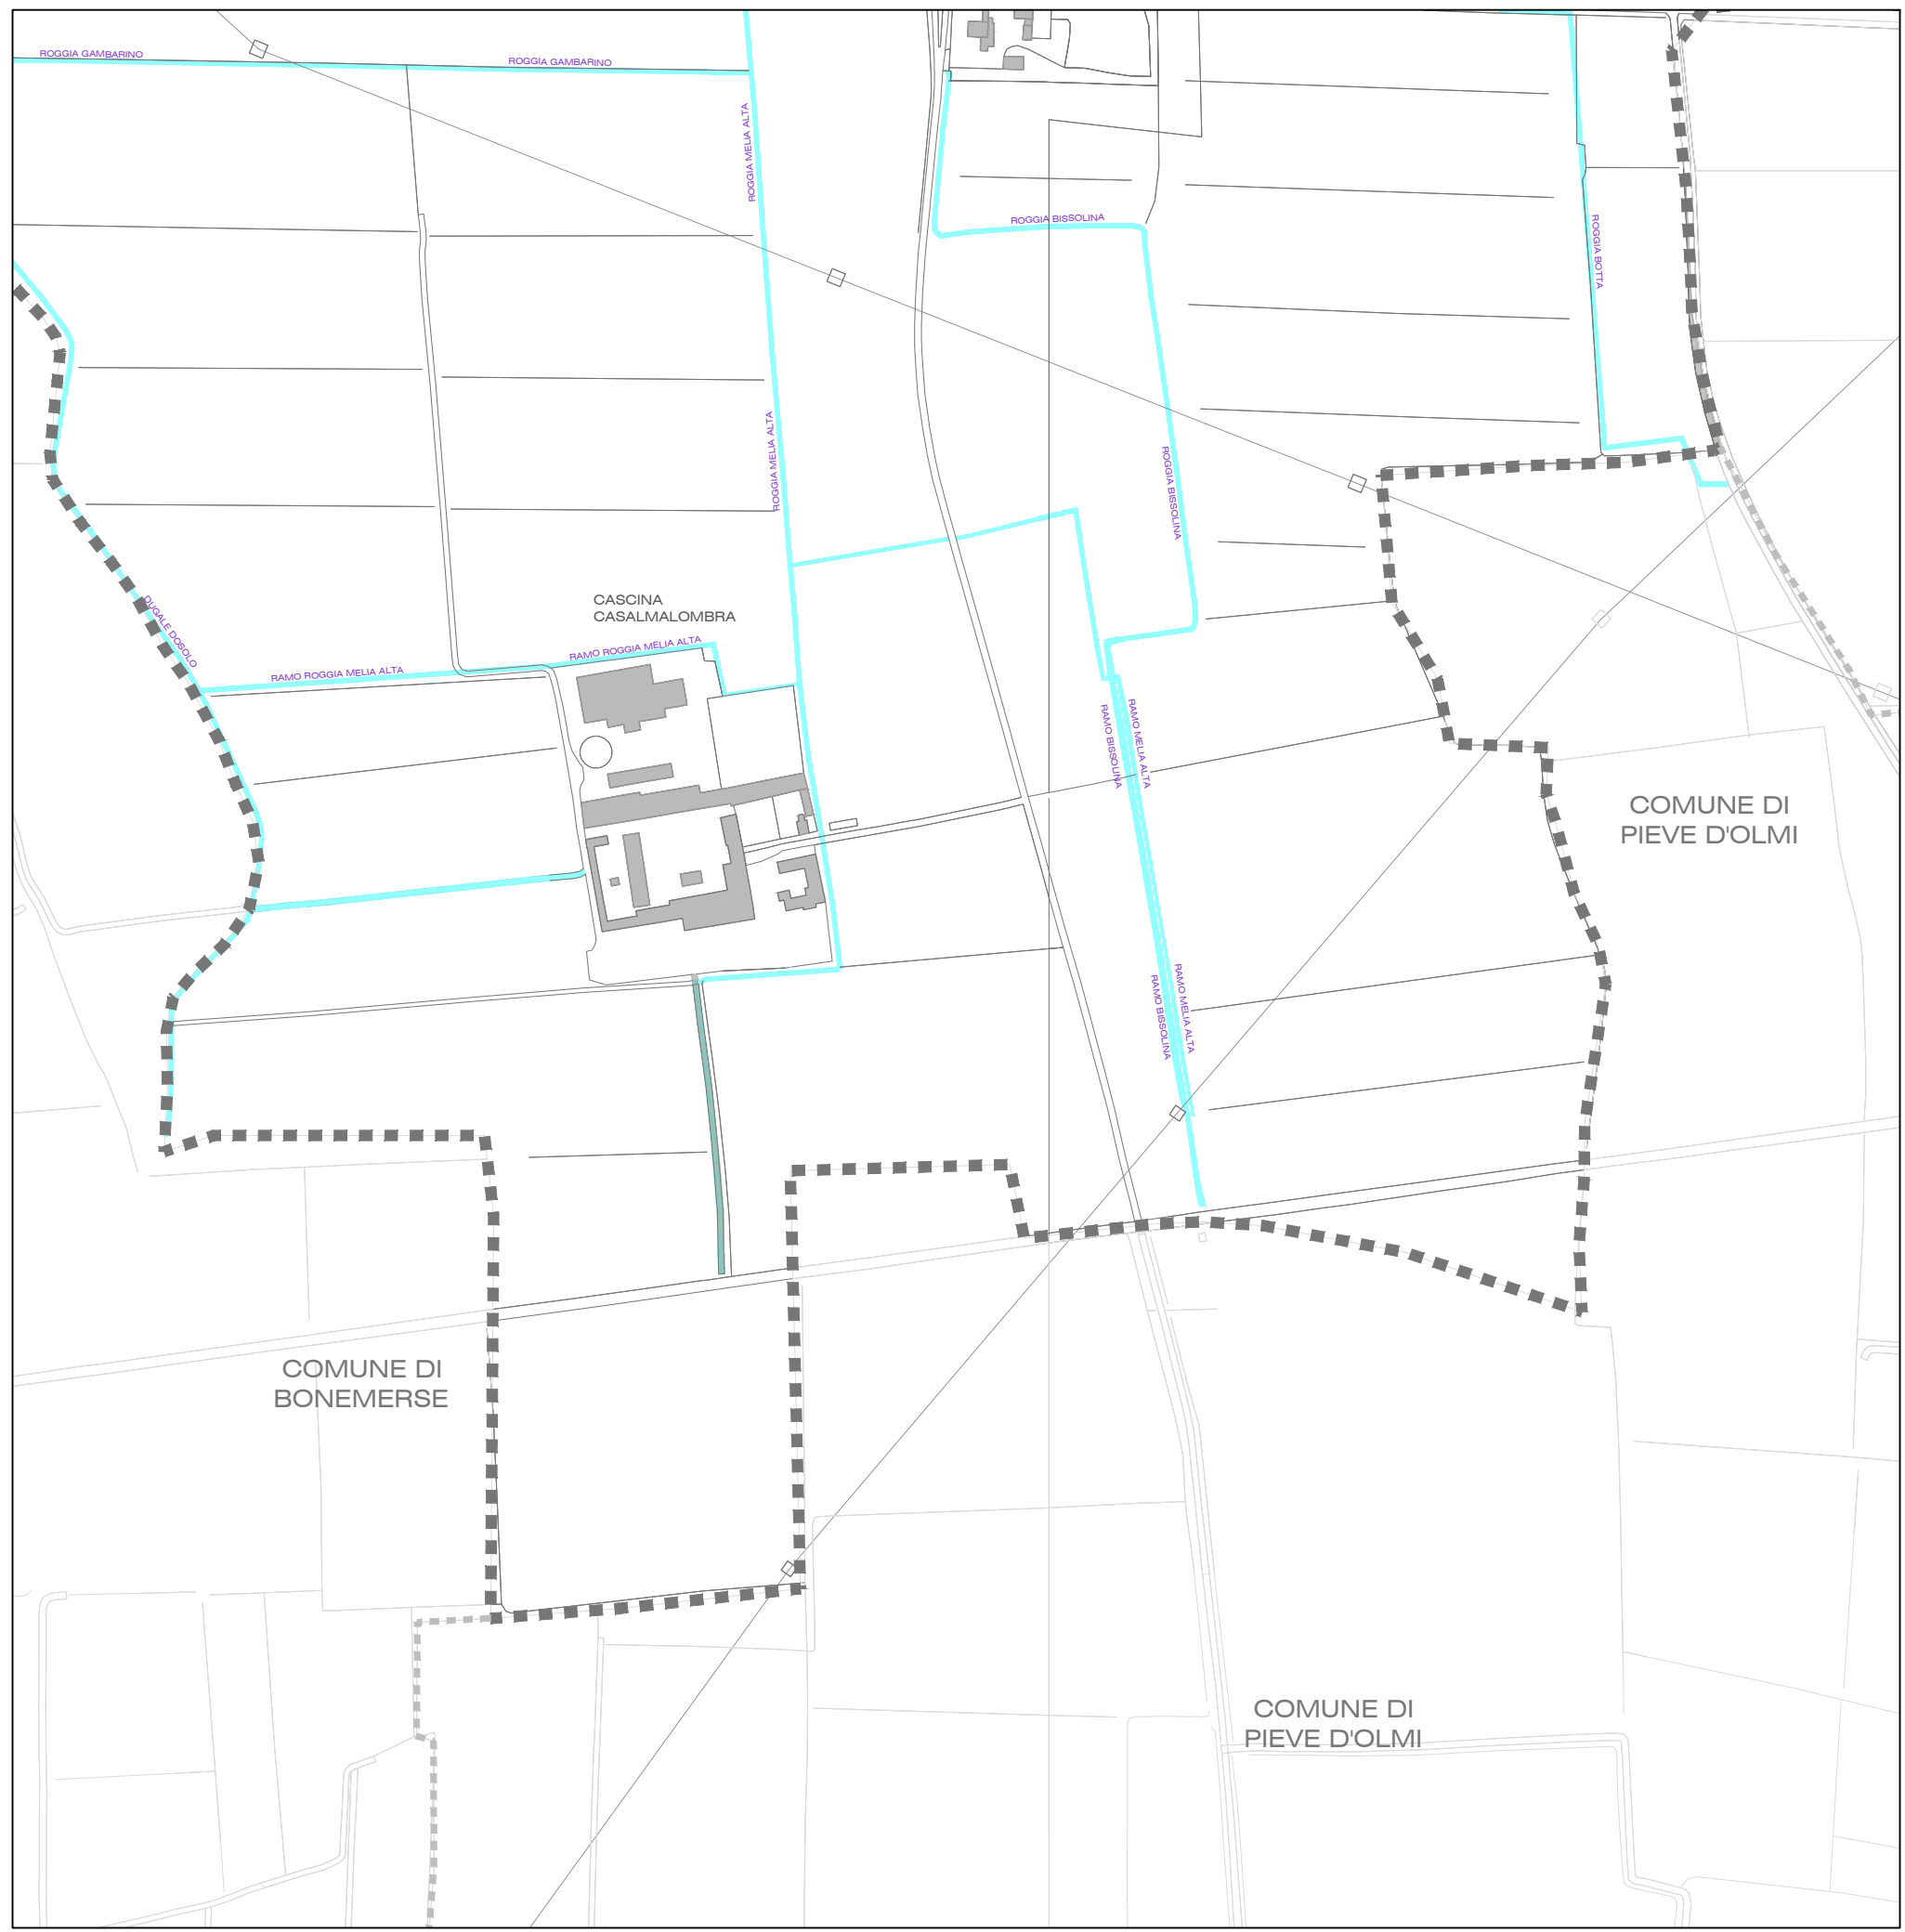 ROGGIA GAMBARINO
ROGGIA GAMBARINO
ROGGIA MELIA ALTA
ROGGIA BISSOLINA
ROGGIA BOTTA
ROGGIA MELIA ALTA
ROGGIA BISSOLINA
DUGALE DOSOLO
CASCINA
CASALMALOMBRA
RAMO ROGGIA MELIA ALTA
RAMO ROGGIA MELIA ALTA
RAMO BISSOLINA
RAMO MELIA ALTA
COMUNE DI
PIEVE D'OLMI
RAMO BISSOLINA
RAMO MELIA ALTA
COMUNE DI
BONEMERSE
COMUNE DI
PIEVE D'OLMI